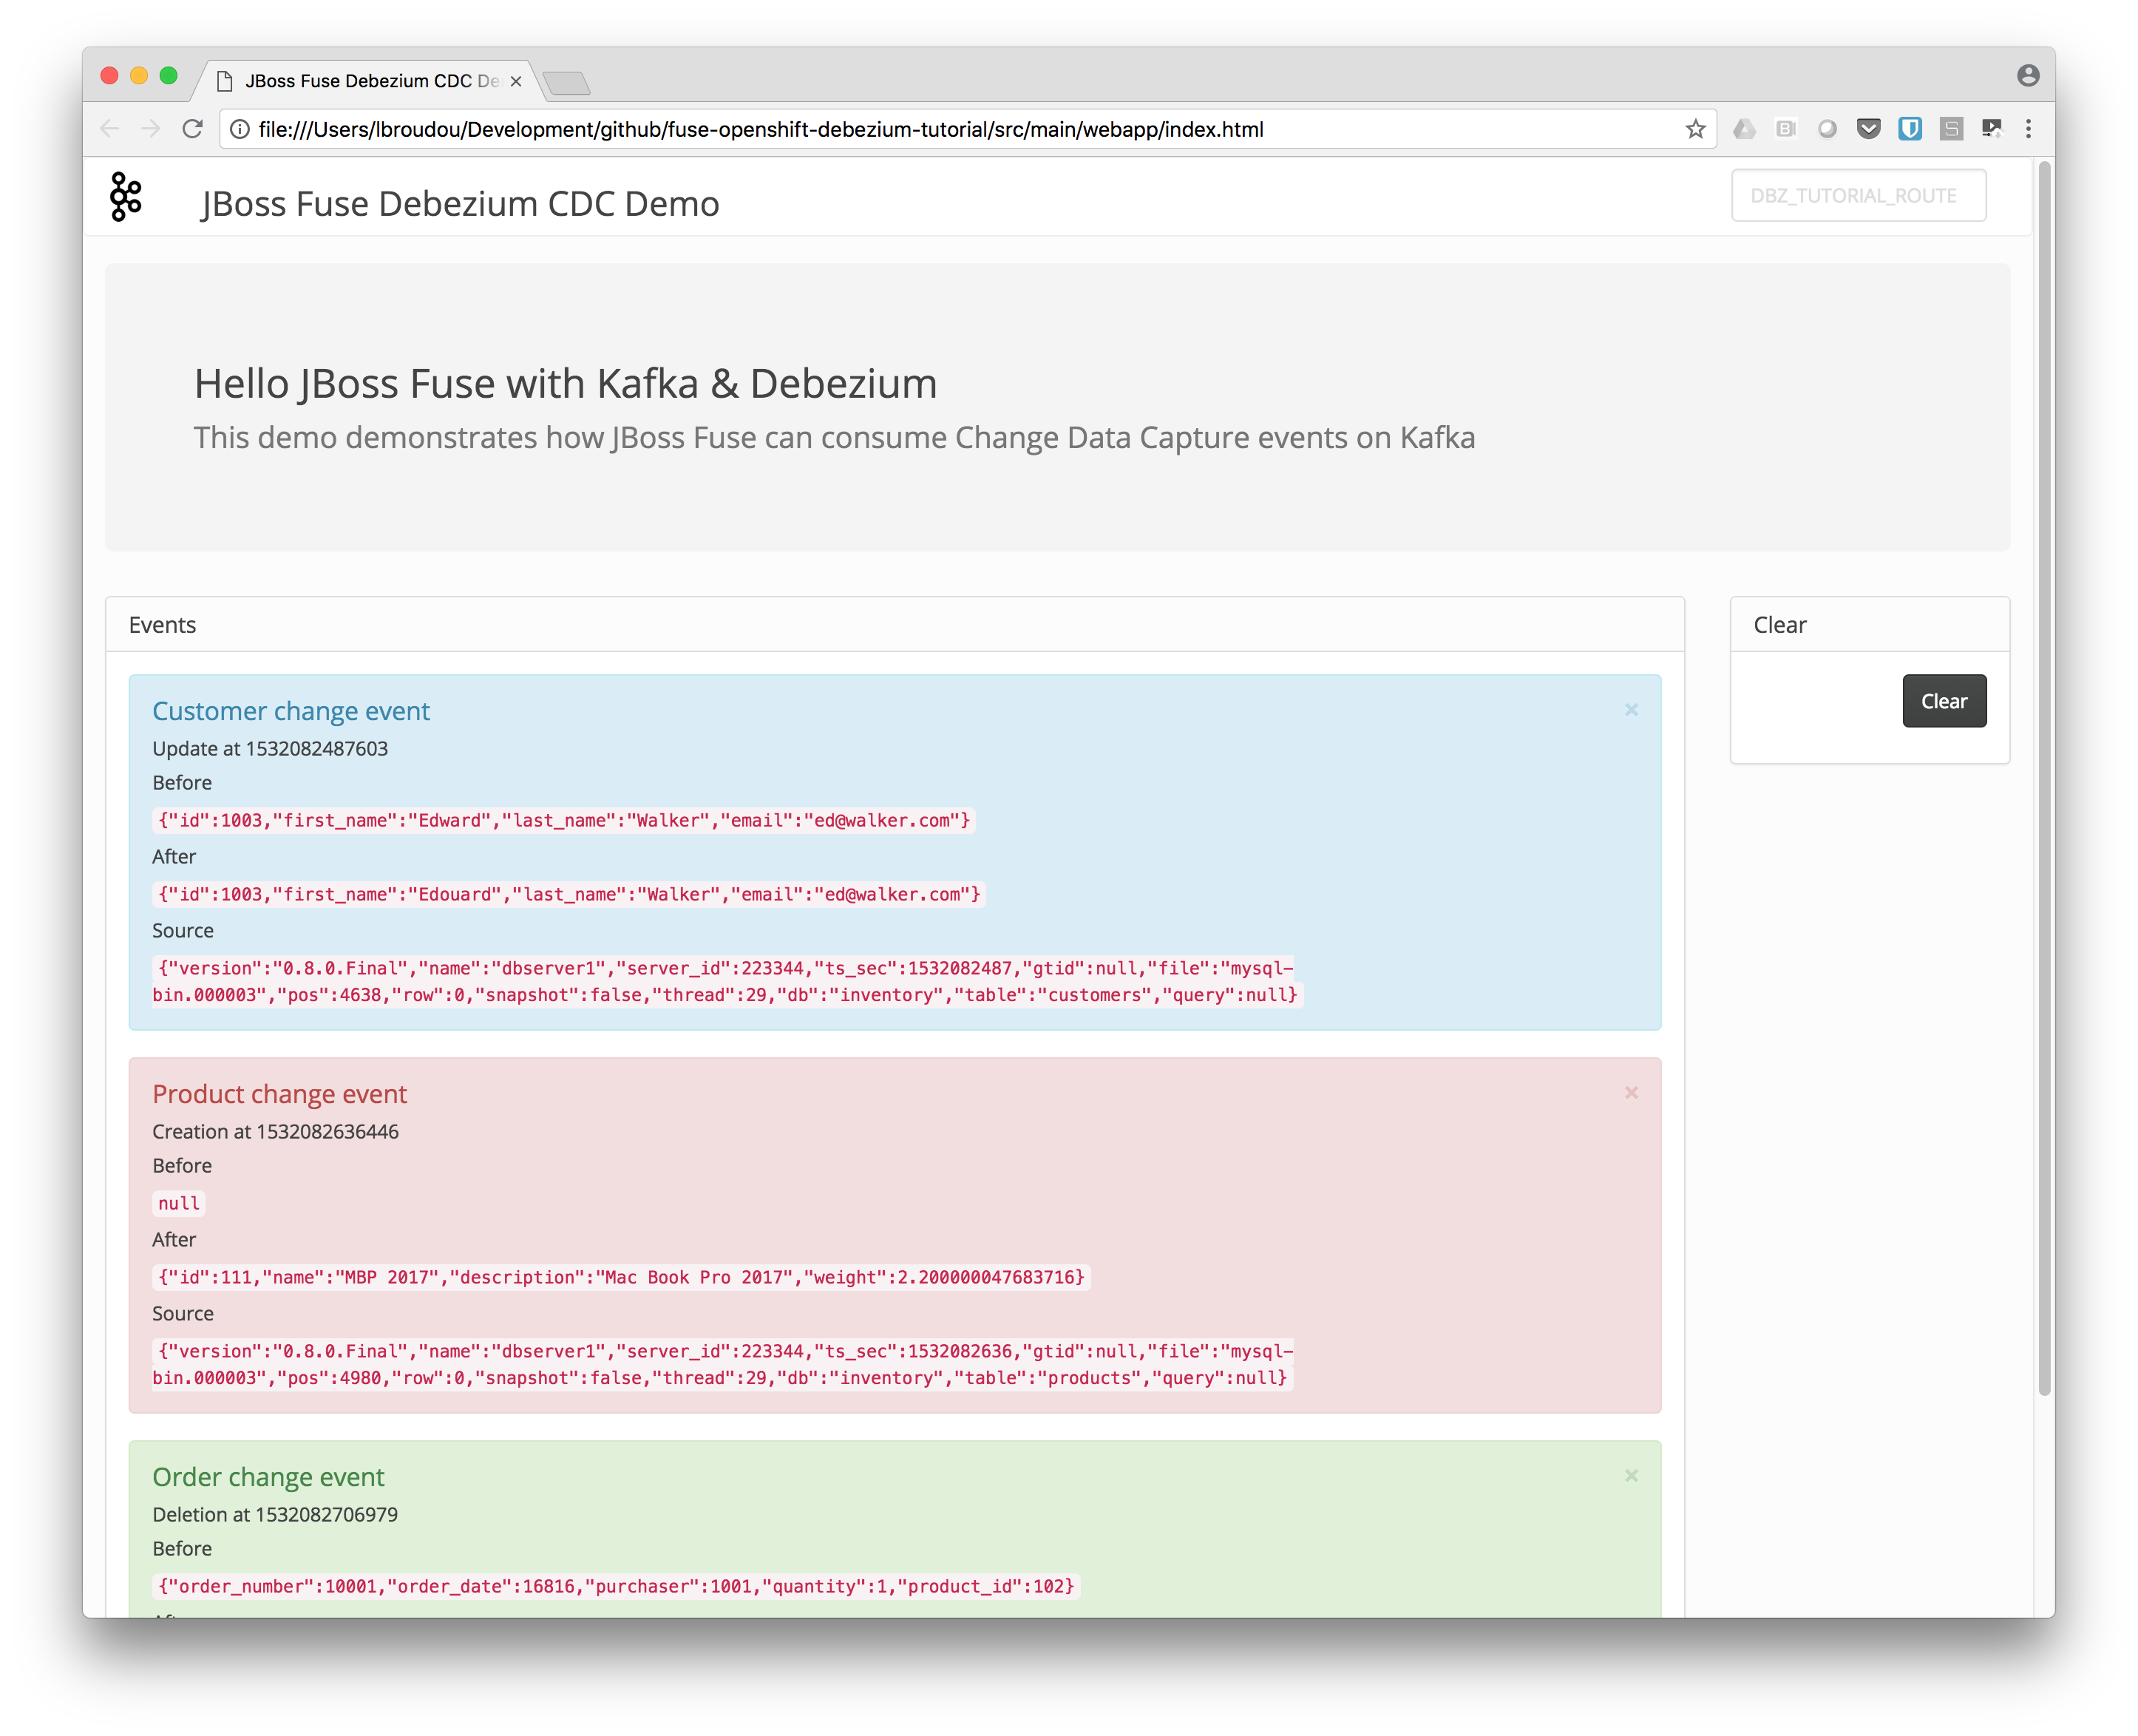 JBoss Fuse Debezium CDC De
file:///Users/lbroudou/Development/github/fuse-openshift-debezium-tutorial/src/main/webapp/index.html
JBoss Fuse Debezium CDC Demo
DBZ_TUTORIAL_ROUTE
Hello JBoss Fuse with Kafka & Debezium
This demo demonstrates how JBoss Fuse can consume Change Data Capture events on Kafka
Events
Clear
Clear
Customer change event
Update at 1532082487603
Before
{"id":1003,"first_name":"Edward","last_name":"Walker","email":"ed@walker.com"}
After
{"id":1003,"first_name":"Edouard","last_name":"Walker","email":"ed@walker.com"}
Source
{"version":"0.8.0.Final","name":"dbserver1","server_id":223344,"ts_sec":1532082487,"gtid":null,"file":"mysql-
bin.000003","pos":4638,"row":0,"snapshot":false,"thread":29,"db":"inventory","table":"customers","query":null}
Product change event
Creation at 1532082636446
Before
null
After
{"id":111,"name":"MBP 2017","description":"Mac Book Pro 2017","weight":2.200000047683716}
Source
{"version":"0.8.0.Final","name":"dbserver1","server_id":223344,"ts_sec":1532082636,"gtid":null,"file":"mysql-
bin.000003","pos":4980,"row":0,"snapshot":false,"thread":29,"db":"inventory","table":"products","query":null}
Order change event
Deletion at 1532082706979
Before
{"order_number":10001,"order_date":16816,"purchaser":1001,"quantity":1,"product_id":102}